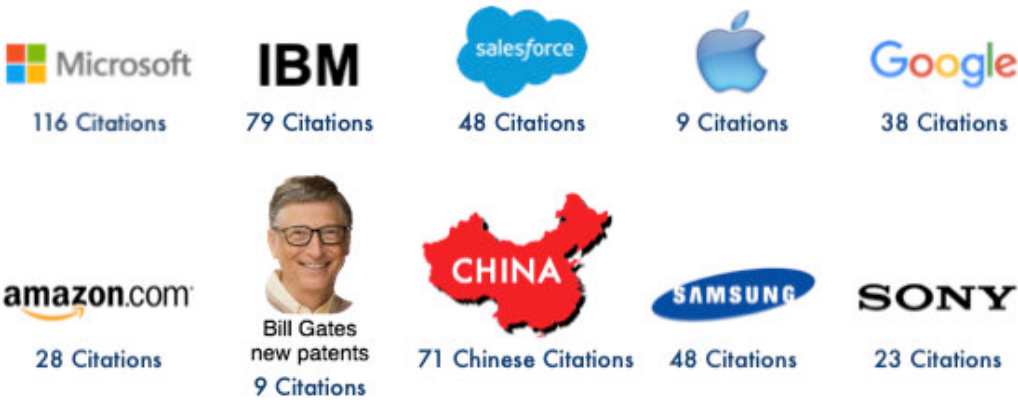 Microsoft
IBM
salesforce
Google
116 Citations
79 Citations
48 Citations
9 Citations
38 Citations
amazon.com
CHINA
SAMSUNG
SONY
Bill Gates
new patents
28 Citations
9 Citations
71 Chinese Citations
48 Citations
23 Citations